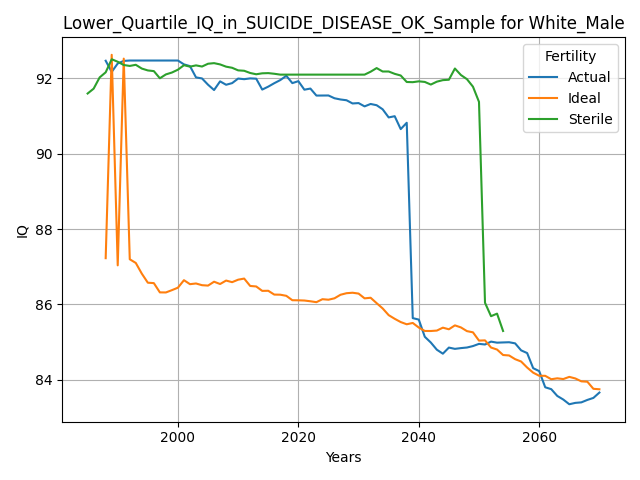 Lower_Quartile_IQ_in_SUICIDE_DISEASE_OK_Sample for White_Male
Fertility
Actual
Ideal
Sterile
92
90
88
86
84
IQ
2000
2020
2040
2060
Years